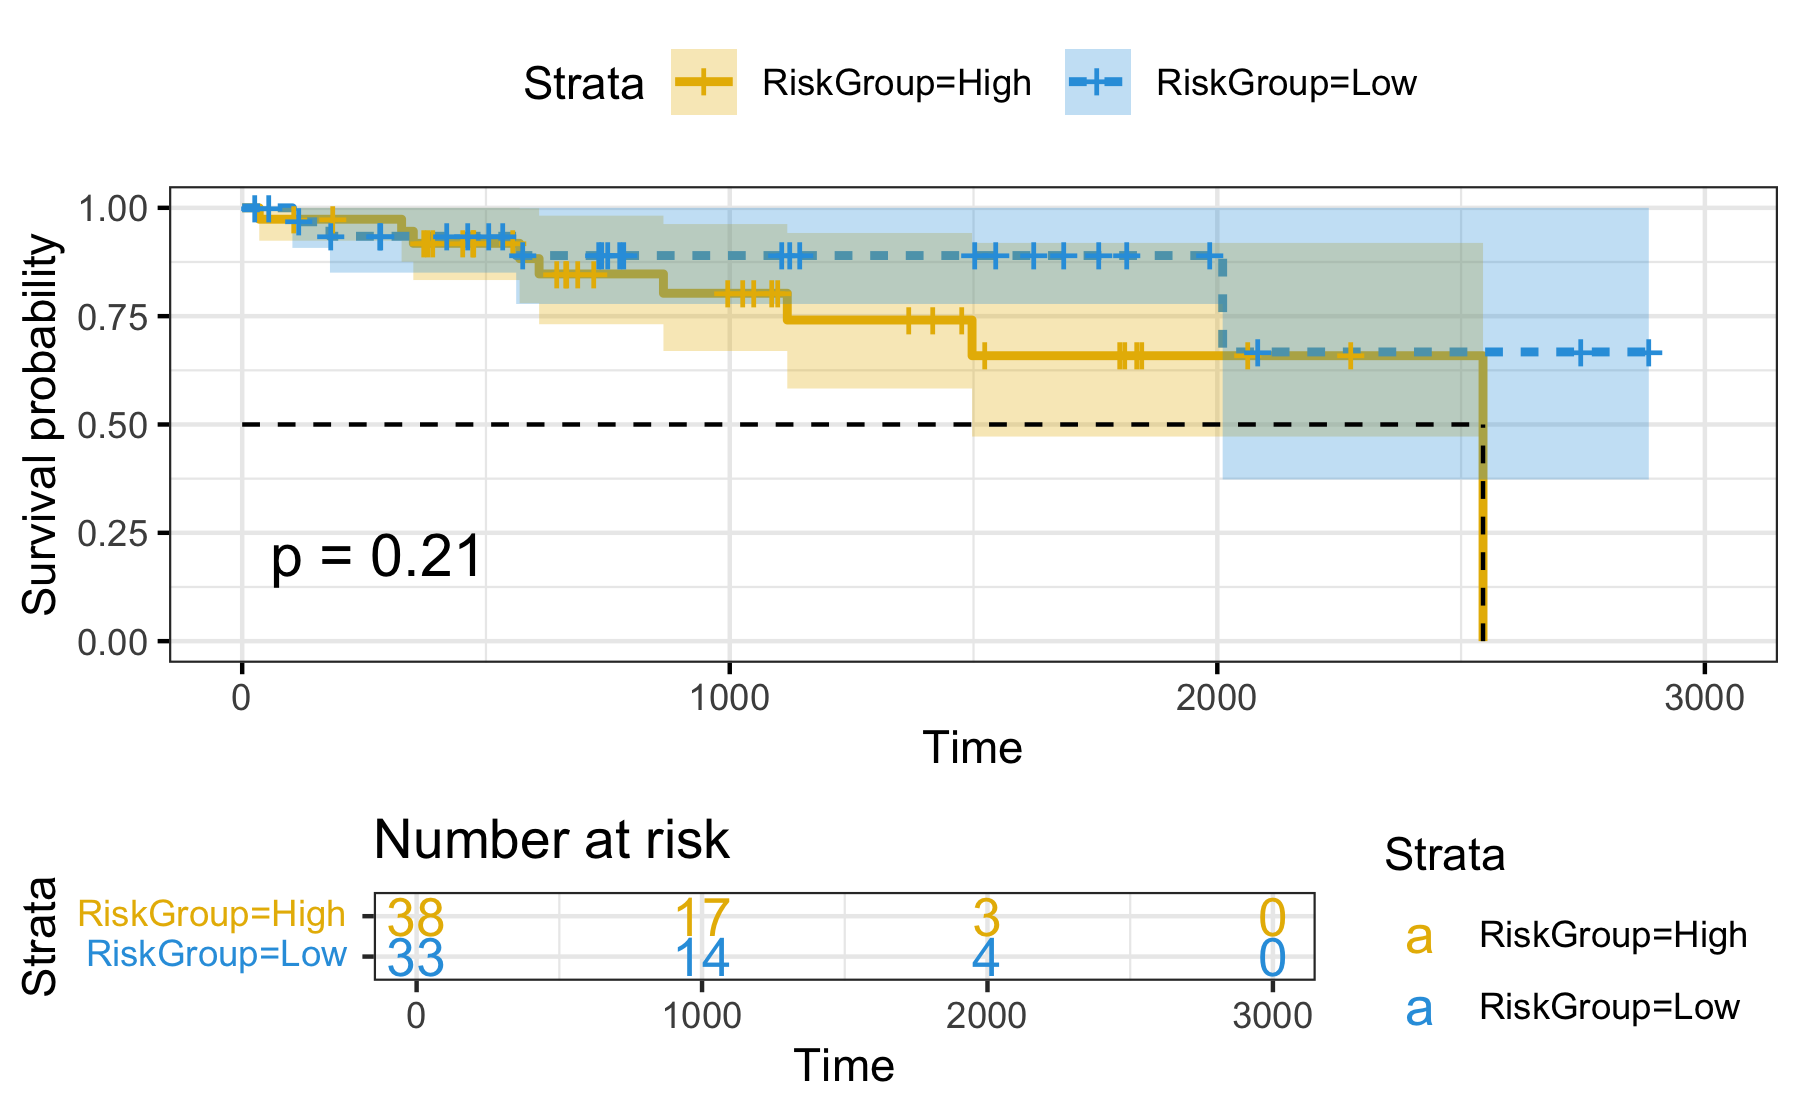 Strata RiskGroup=High RiskGroup=Low
1.00
0.75
0.50
0.25
0.00
Survival probability
p = 0.21
0 1000 2000 3000
Time
Number at risk
Strata
RiskGroup=High 38 17 3 0
RiskGroup=Low 33 14 4 0
0 1000 2000 3000
Time
Strata
a RiskGroup=High
a RiskGroup=Low